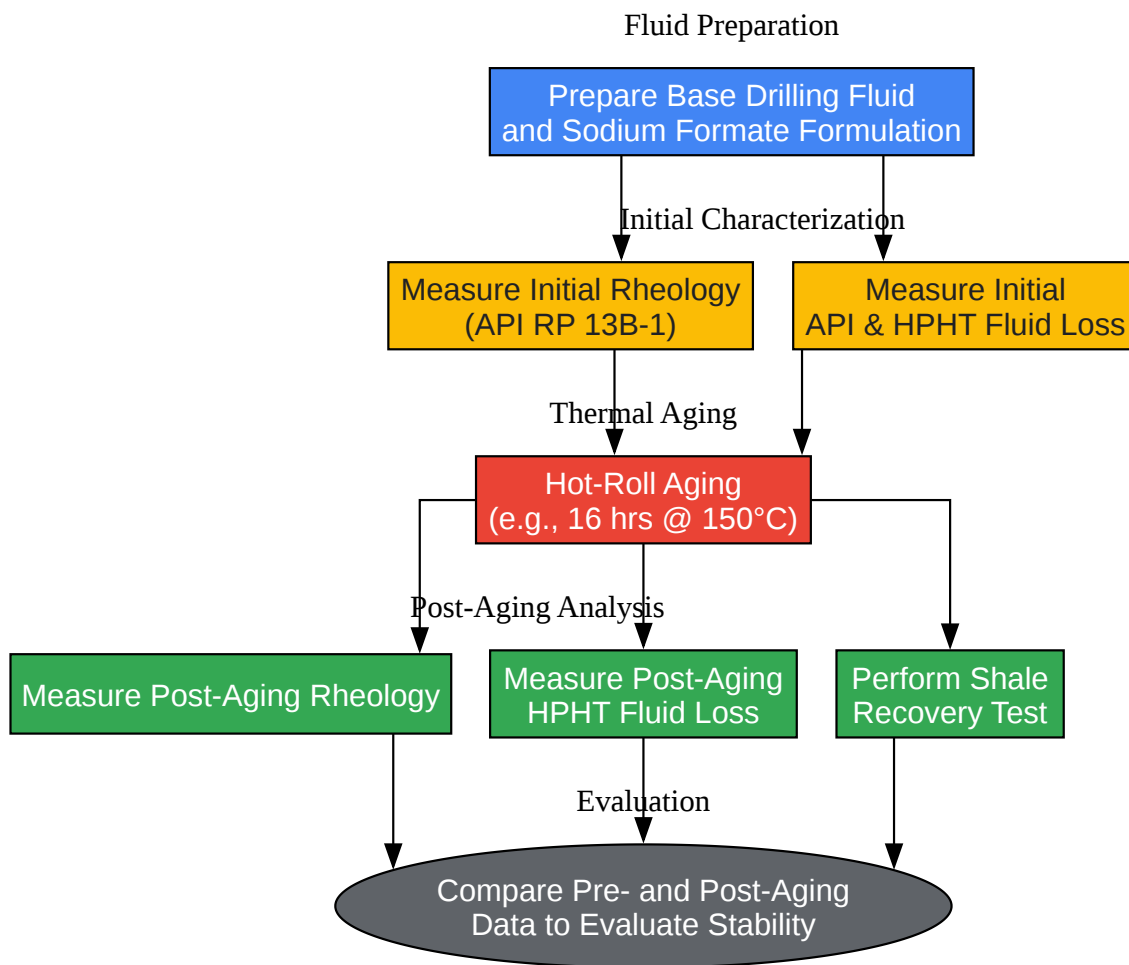 Fluid Preparation
Prepare Base Drilling Fluid
and Sodium Formate Formulation
Initial Characterization
Measure Initial Rheology
(API RP 13B-1)
Measure Initial
API & HPHT Fluid Loss
Thermal Aging
Hot-Roll Aging
(e.g., 16 hrs @ 150°C)
Post-Aging Analysis
Measure Post-Aging Rheology
Measure Post-Aging
HPHT Fluid Loss
Perform Shale
Recovery Test
Evaluation
Compare Pre- and Post-Aging
Data to Evaluate Stability